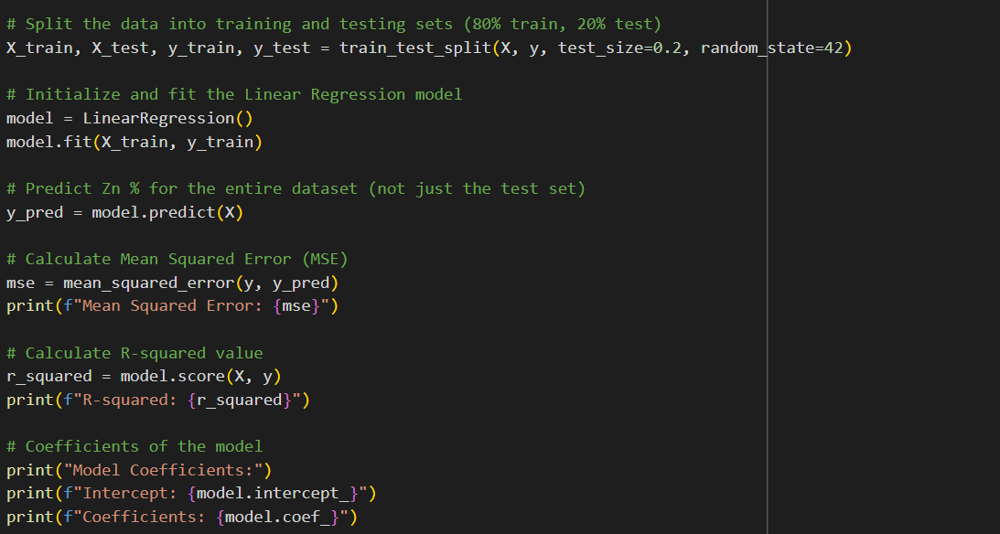 # Split the data into training and testing sets (80% train, 20% test)
X_train, X_test, y_train, y_test = train_test_split(X, y, test_size=0.2, random_state=42)
# Initialize and fit the Linear Regression model
model = LinearRegression()
model.fit(X_train, y_train)
# Predict Zn % for the entire dataset (not just the test set)
y_pred = model.predict(X)
# Calculate Mean Squared Error (MSE)
mse = mean_squared_error(y, y_pred)
print(f"Mean Squared Error: {mse}")
# Calculate R-squared value
r_squared = model.score(X, y)
print(f"R-squared: {r_squared}")
# Coefficients of the model
print("Model Coefficients:")
print(f"Intercept: {model.intercept_}")
print(f"Coefficients: {model.coef_}")